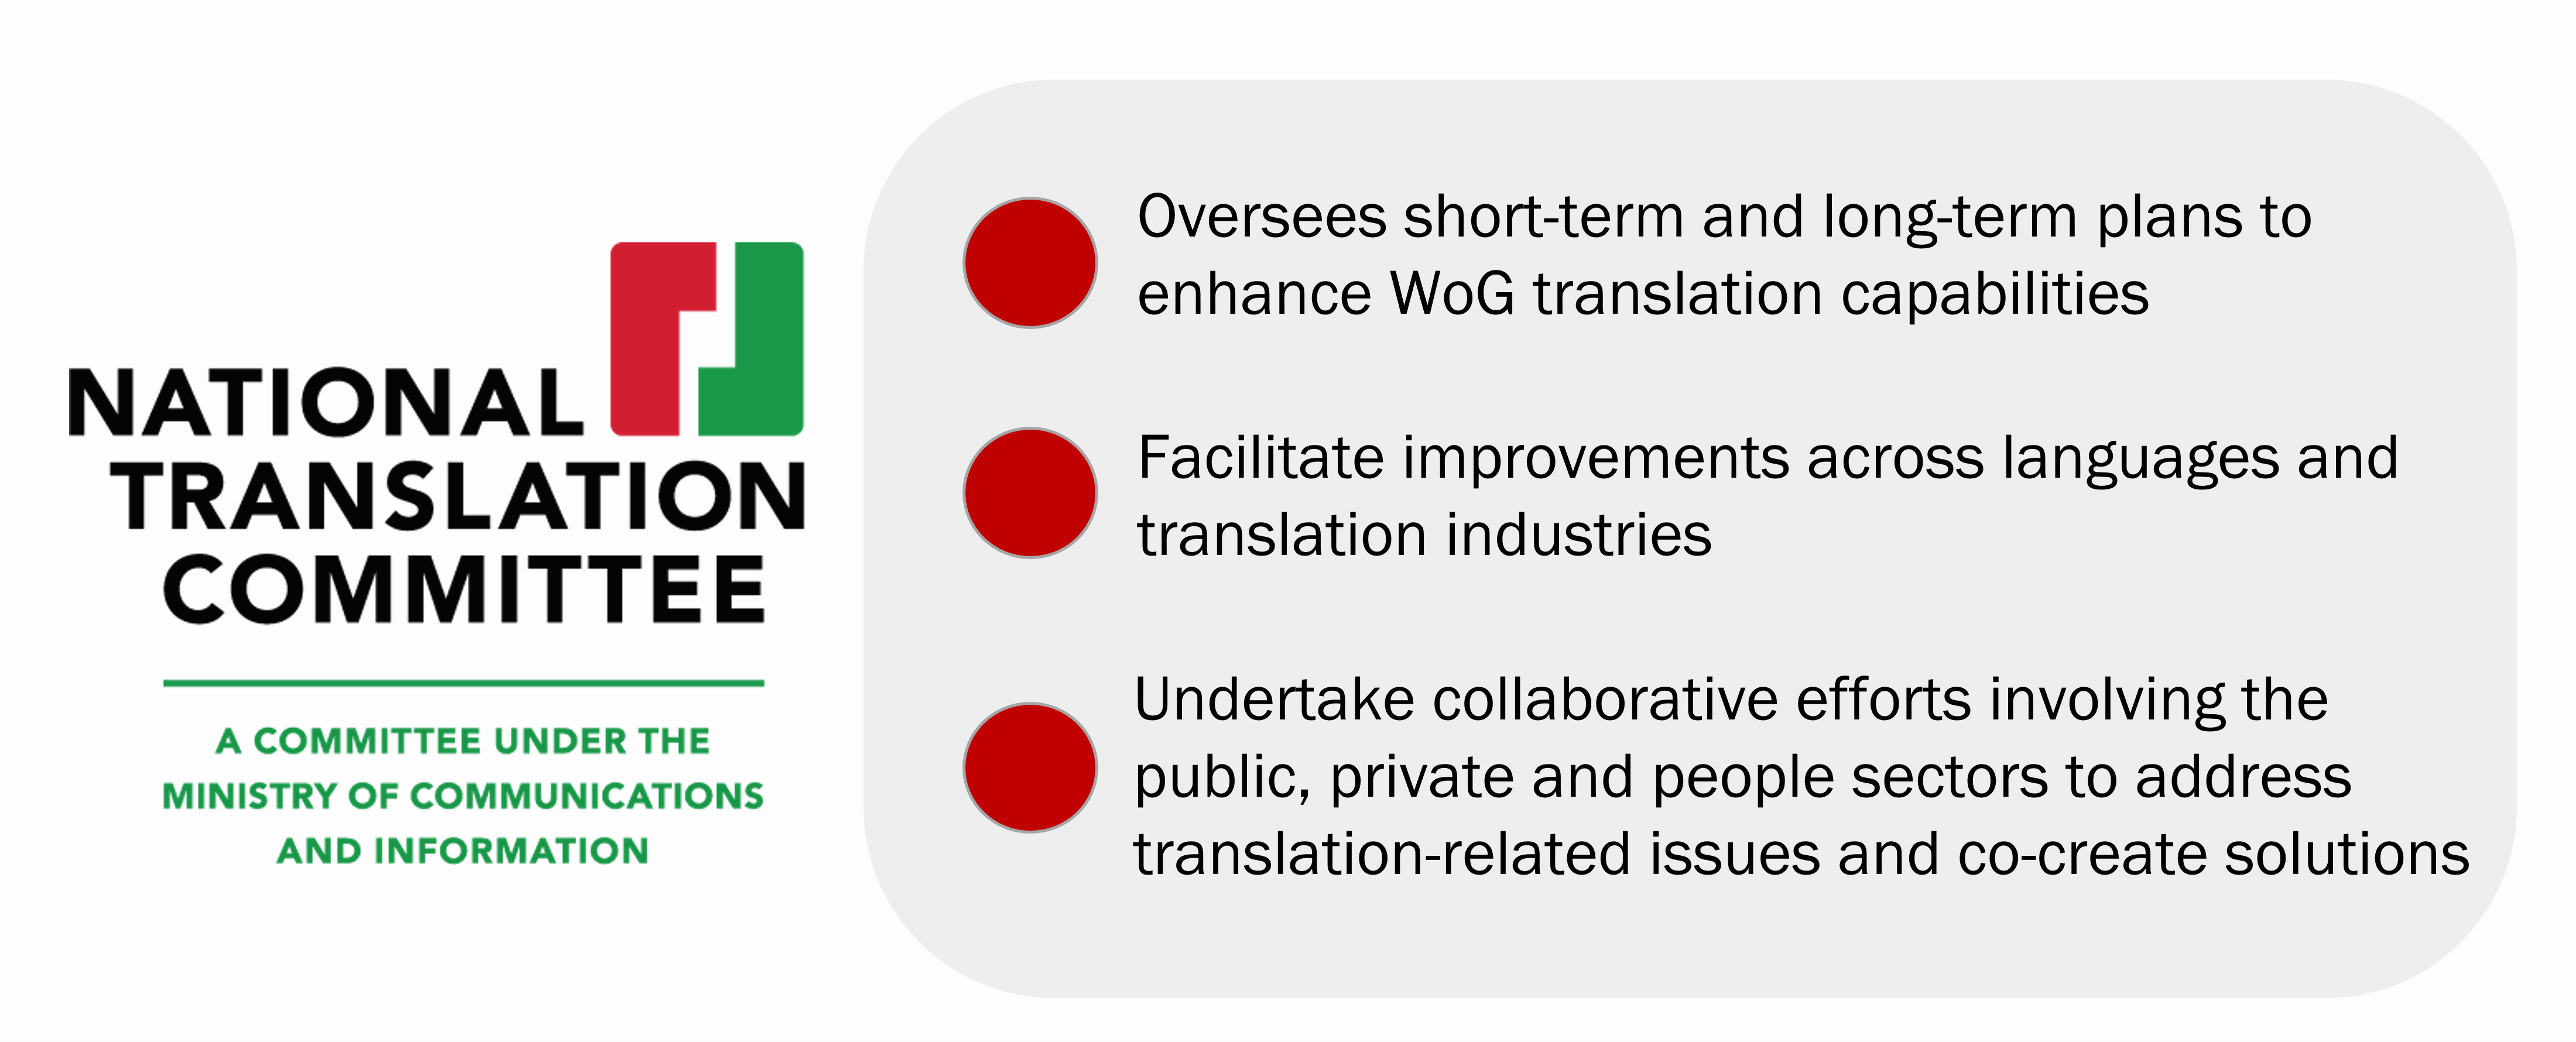 NATIONAL
TRANSLATION
COMMITTEE
A COMMITTEE UNDER THE
MINISTRY OF COMMUNICATIONS
AND INFORMATION
Oversees short-term and long-term plans to
enhance WoG translation capabilities
Facilitate improvements across languages and
translation industries
Undertake collaborative efforts involving the
public, private and people sectors to address
translation-related issues and co-create solutions